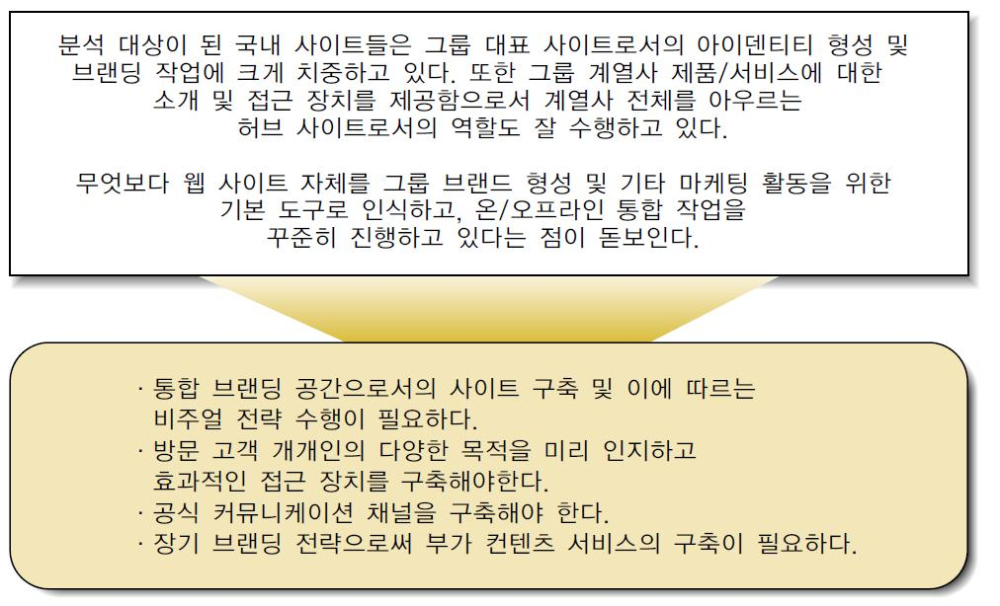 분석 대상이 된 국내 사이트들은 그룹 대표 사이트로서의 아이덴티티 형성 및
브랜딩 작업에 크게 치중하고 있다. 또한 그룹 계열사 제품/서비스에 대한
소개 및 접근 장치를 제공함으로서 계열사 전체를 아우르는
허브 사이트로서의 역할도 잘 수행하고 있다.
무엇보다 웹 사이트 자체를 그룹 브랜드 형성 및 기타 마케팅 활동을 위한
기본 도구로 인식하고, 온/오프라인 통합 작업을
꾸준히 진행하고 있다는 점이 돋보인다.
· 통합 브랜딩 공간으로서의 사이트 구축 및 이에 따르는
비주얼 전략 수행이 필요하다.
· 방문 고객 개개인의 다양한 목적을 미리 인지하고
효과적인 접근 장치를 구축해야한다.
· 공식 커뮤니케이션 채널을 구축해야 한다.
· 장기 브랜딩 전략으로써 부가 컨텐츠 서비스의 구축이 필요하다.